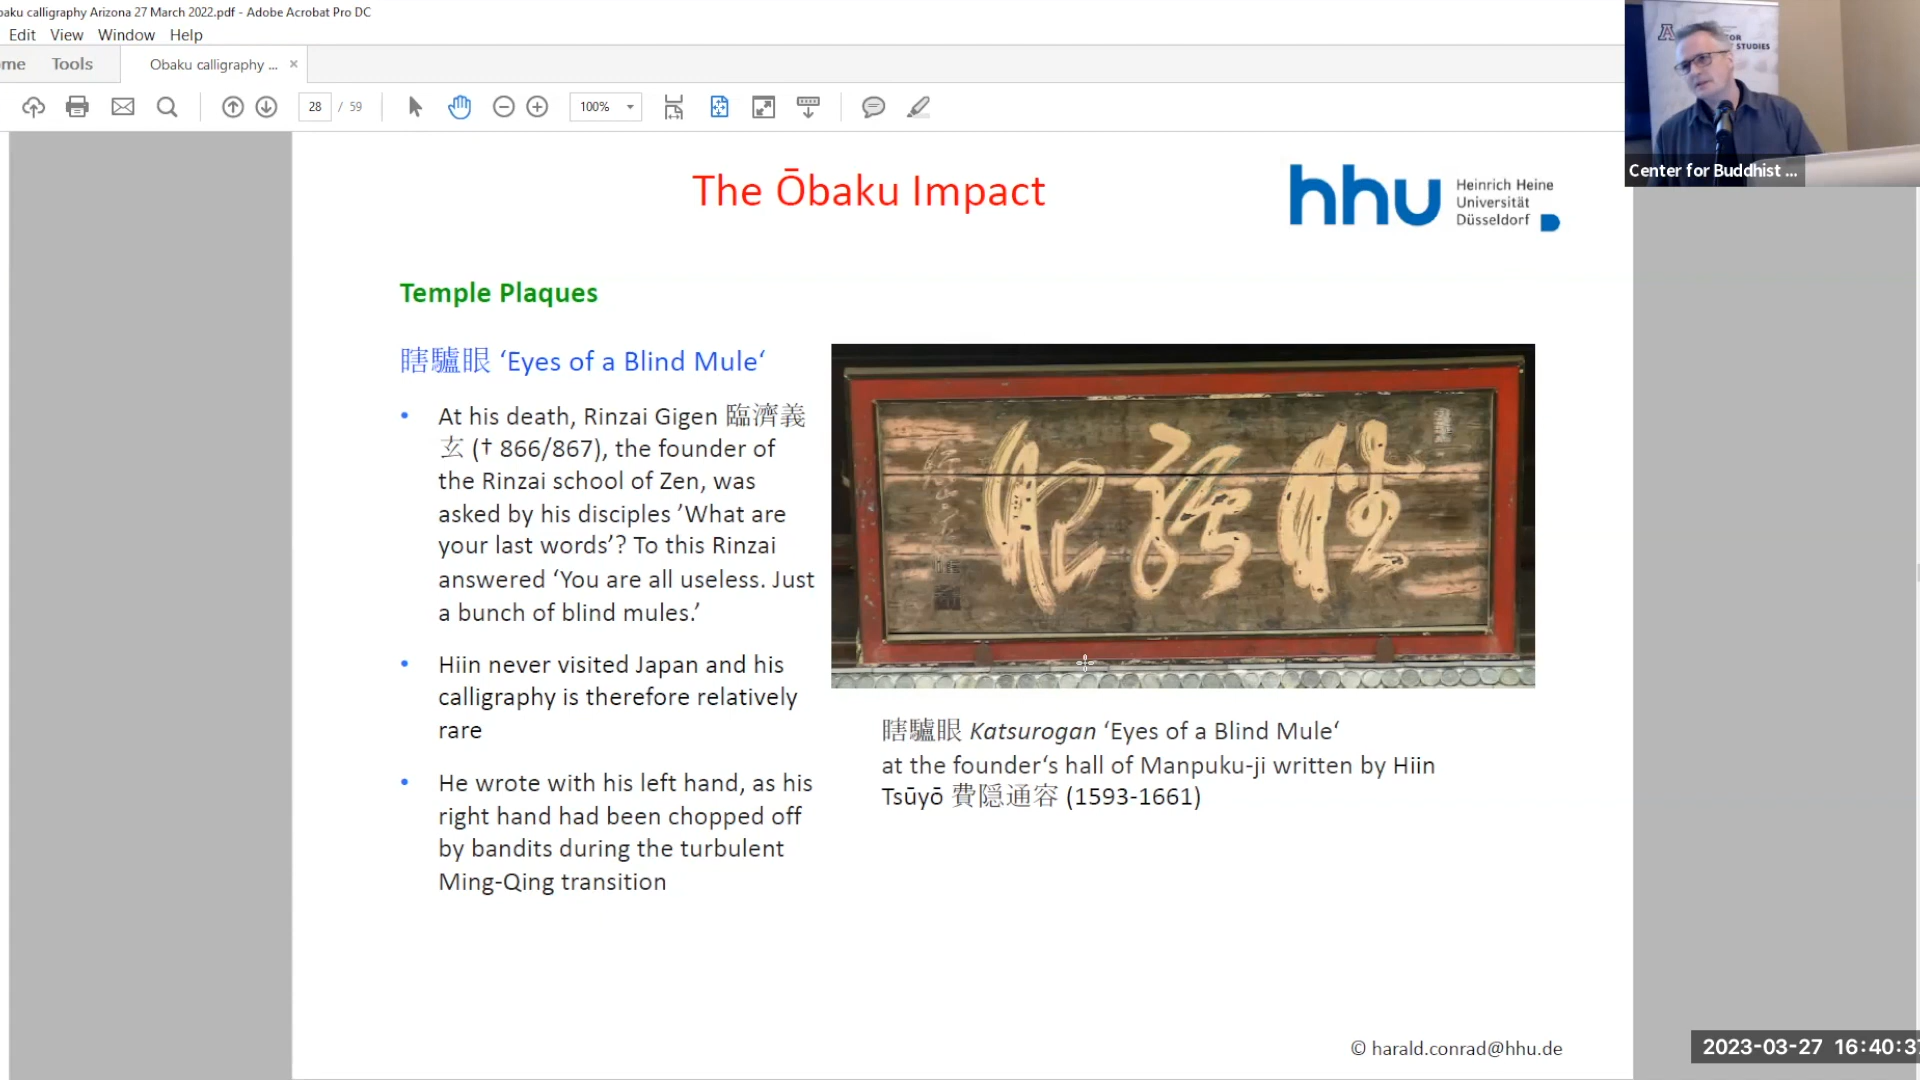 baku calligraphy Arizona 27 March 2022.pdf - Adobe Acrobat Pro DC
Edit View Window Help
me Tools Obaku calligraphy ... ×
28 / 59 100%
The Ōbaku Impact
hhu Heinrich Heine
Universität
Düsseldorf
Temple Plaques
瞎驢眼 ‘Eyes of a Blind Mule‘
• At his death, Rinzai Gigen 臨濟義
玄 († 866/867), the founder of
the Rinzai school of Zen, was
asked by his disciples ’What are
your last words’? To this Rinzai
answered ‘You are all useless. Just
a bunch of blind mules.’
• Hiin never visited Japan and his
calligraphy is therefore relatively
rare
• He wrote with his left hand, as his
right hand had been chopped off
by bandits during the turbulent
Ming-Qing transition
瞎驢眼
瞎驢眼 Katsurogan ‘Eyes of a Blind Mule‘
at the founder‘s hall of Manpuku-ji written by Hiin
Tsūyō 費隠通容 (1593-1661)
© harald.conrad@hhu.de
A
STUDIES
Center for Buddhist ...
2023-03-27 16:40:37